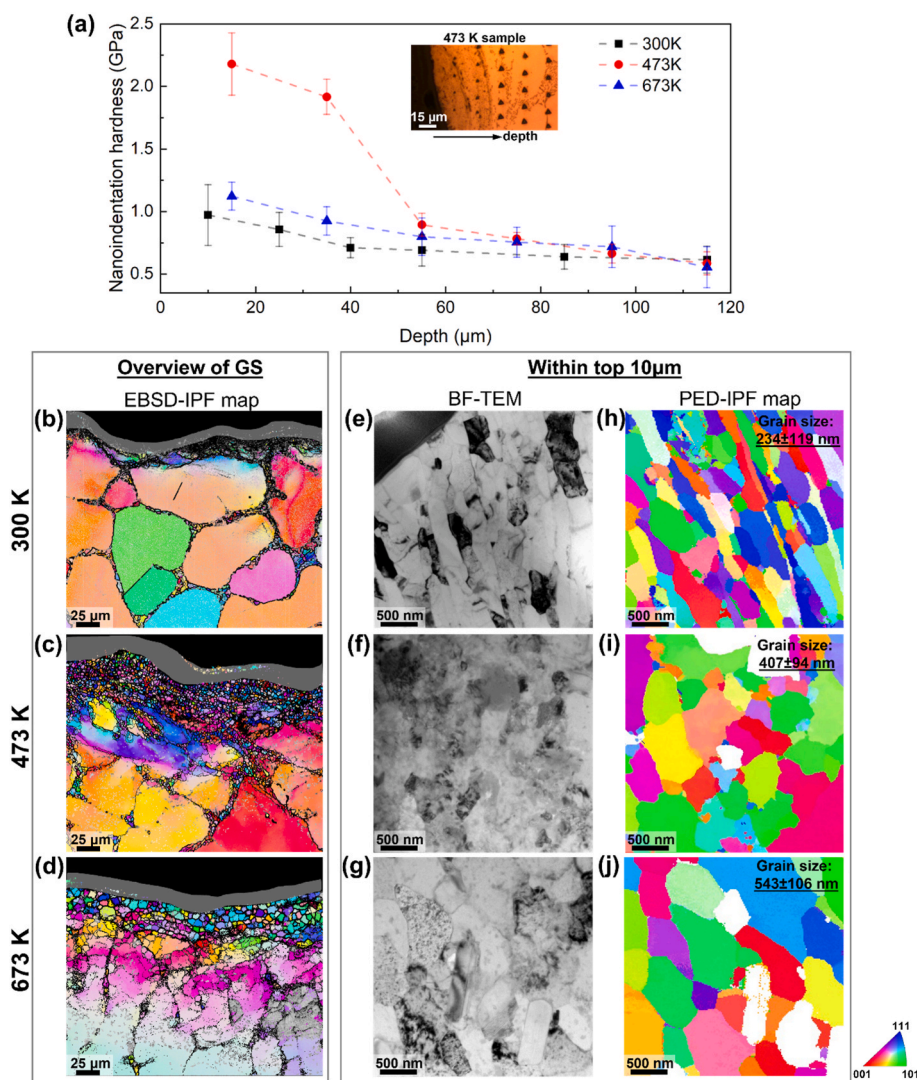 (a)
2.5
2.0
1.5
1.0
0.5
Nanoindentation hardness (GPa)
473 K sample
15 μm
depth
300K
473K
673K
0
20
40
60
80
100
120
Depth (μm)
Overview of GS
Within top 10μm
EBSD-IPF map
BF-TEM
PED-IPF map
300 K
(b)
25 μm
(e)
500 nm
(h)
Grain size:
234±119 nm
500 nm
473 K
(c)
25 μm
(f)
500 nm
(i)
Grain size:
407±94 nm
500 nm
673 K
(d)
25 μm
(g)
500 nm
(j)
Grain size:
543±106 nm
500 nm
111
001
101